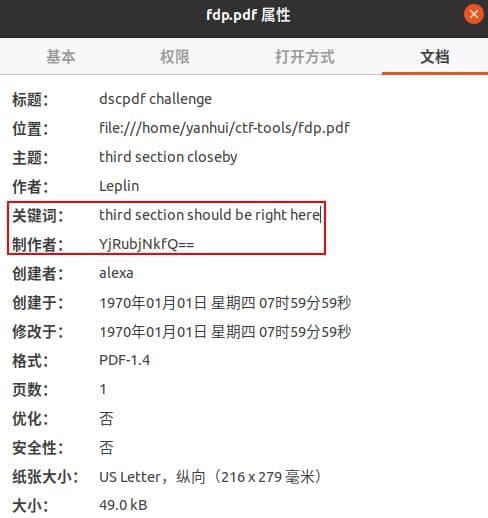 fdp.pdf 属性
基本 权限 打开方式 文档
标题： dscpdf challenge
位置： file:///home/yanhui/ctf-tools/fdp.pdf
主题： third section closeby
作者： Leplin
关键词： third section should be right here
制作者： YjRubjNkfQ==
创建者： alexa
创建于： 1970年01月01日 星期四 07时59分59秒
修改于： 1970年01月01日 星期四 07时59分59秒
格式： PDF-1.4
页数： 1
优化： 否
安全性： 否
纸张大小： US Letter，纵向（216 x 279 毫米）
大小： 49.0 kB